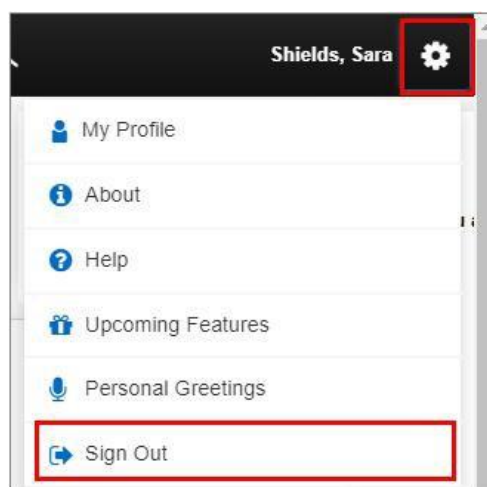 Shields, Sara
My Profile
About
Help
Upcoming Features
Personal Greetings
Sign Out